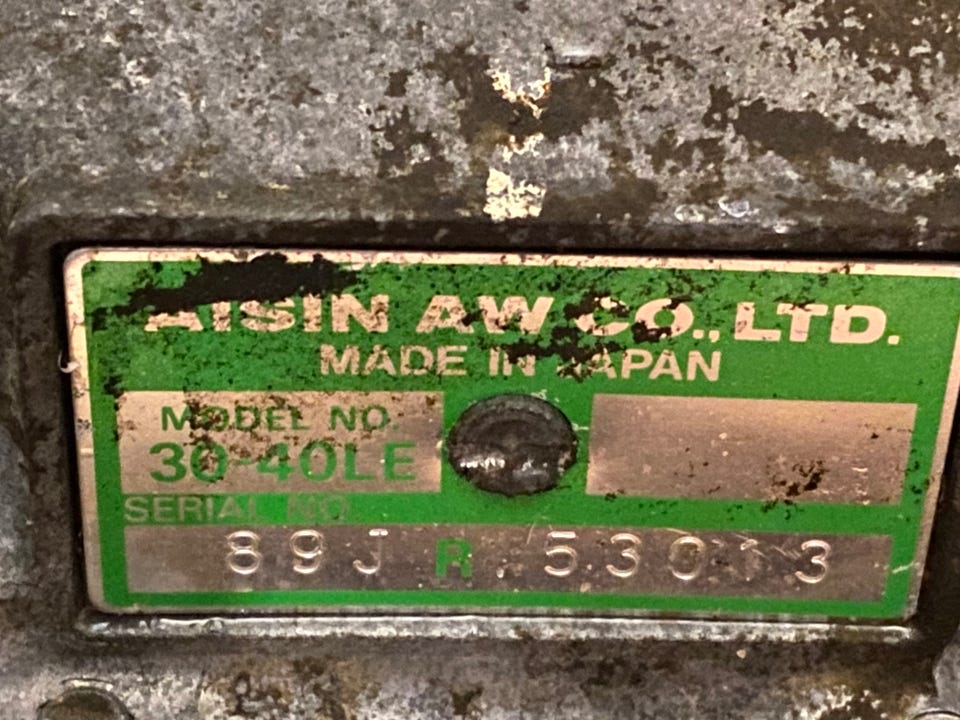 AISIN AW CO., LTD.
MADE IN JAPAN
MODEL NO.
30-40LE
SERIAL NO.
89J R